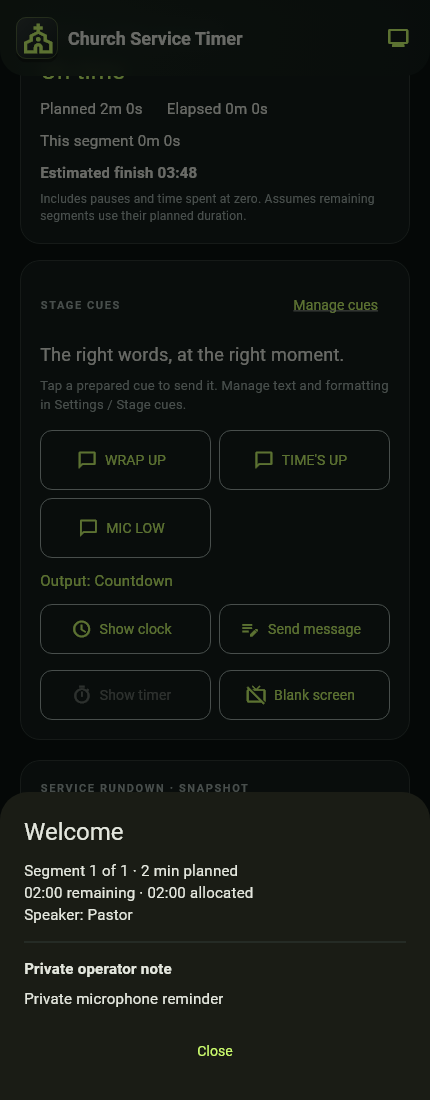 Church Service Timer
On time
Planned 2m 0s Elapsed 0m 0s
This segment 0m 0s
Estimated finish 03:48
Includes pauses and time spent at zero. Assumes remaining
segments use their planned duration.
STAGE CUES Manage cues
The right words, at the right moment.
Tap a prepared cue to send it. Manage text and formatting
in Settings / Stage cues.
WRAP UP TIME'S UP
MIC LOW
Output: Countdown
Show clock Send message
Show timer Blank screen
SERVICE RUNDOWN · SNAPSHOT
Welcome
Segment 1 of 1 · 2 min planned
02:00 remaining · 02:00 allocated
Speaker: Pastor
Private operator note
Private microphone reminder
Close